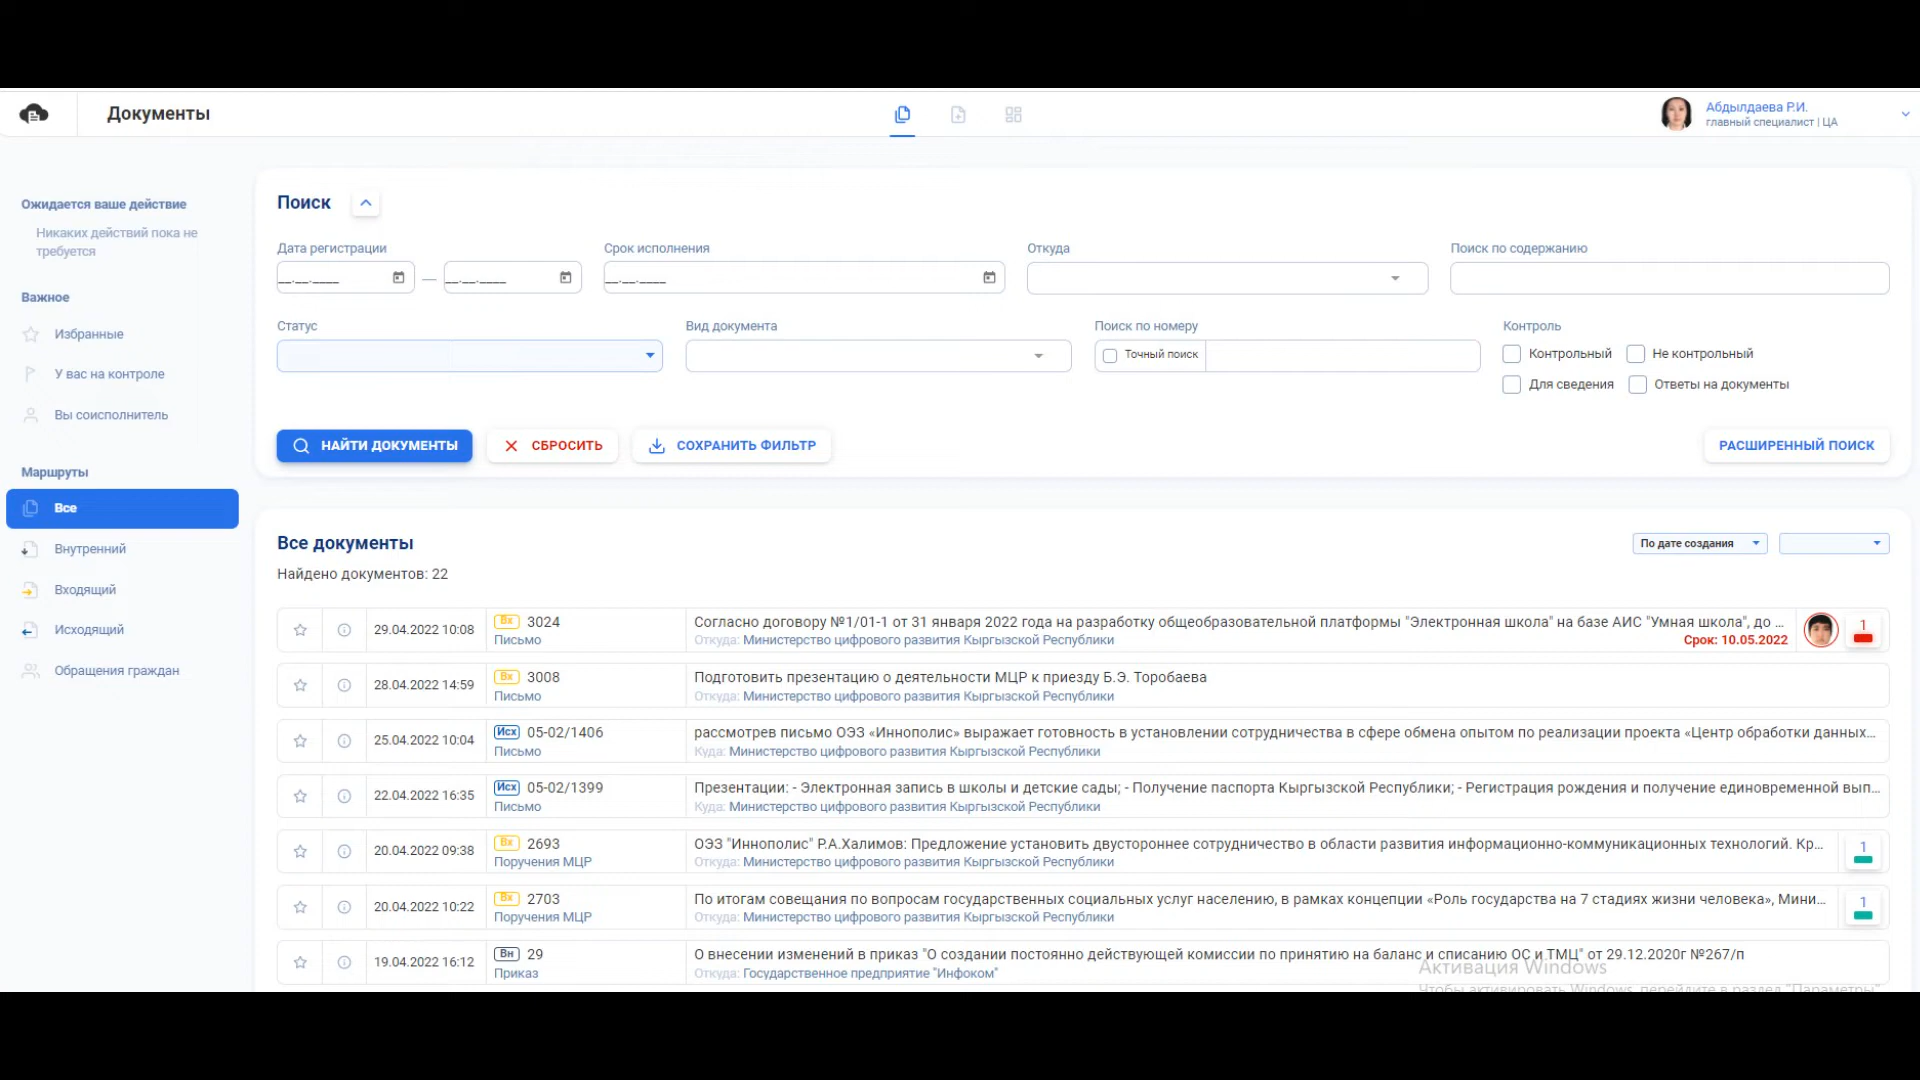 Документы
Абдылдаева Р.И.
главный специалист | ЦА
Ожидается ваше действие
Никаких действий пока не
требуется
Важное
Избранные
У вас на контроле
Вы соисполнитель
Маршруты
Все
Внутренний
Входящий
Исходящий
Обращения граждан
Поиск
Дата регистрации
Срок исполнения
Откуда
Поиск по содержанию
__.__.____ — __.__.____
__.__.____
Статус
Вид документа
Поиск по номеру
Точный поиск
Контроль
Контрольный Не контрольный
Для сведения Ответы на документы
НАЙТИ ДОКУМЕНТЫ
СБРОСИТЬ
СОХРАНИТЬ ФИЛЬТР
РАСШИРЕННЫЙ ПОИСК
Все документы
По дате создания
Найдено документов: 22
29.04.2022 10:08
Вх 3024
Письмо
Согласно договору №1/01-1 от 31 января 2022 года на разработку общеобразовательной платформы "Электронная школа" на базе АИС "Умная школа", до ...
Откуда: Министерство цифрового развития Кыргызской Республики
Срок: 10.05.2022
1
28.04.2022 14:59
Вх 3008
Письмо
Подготовить презентацию о деятельности МЦР к приезду Б.Э. Торобаева
Откуда: Министерство цифрового развития Кыргызской Республики
25.04.2022 10:04
Исх 05-02/1406
Письмо
рассмотрев письмо ОЭЗ «Иннополис» выражает готовность в установлении сотрудничества в сфере обмена опытом по реализации проекта «Центр обработки данных...
Куда: Министерство цифрового развития Кыргызской Республики
22.04.2022 16:35
Исх 05-02/1399
Письмо
Презентации: - Электронная запись в школы и детские сады; - Получение паспорта Кыргызской Республики; - Регистрация рождения и получение единовременной вып...
Куда: Министерство цифрового развития Кыргызской Республики
20.04.2022 09:38
Вх 2693
Поручения МЦР
ОЭЗ "Иннополис" Р.А.Халимов: Предложение установить двустороннее сотрудничество в области развития информационно-коммуникационных технологий. Кр...
Откуда: Министерство цифрового развития Кыргызской Республики
1
20.04.2022 10:22
Вх 2703
Поручения МЦР
По итогам совещания по вопросам государственных социальных услуг населению, в рамках концепции «Роль государства на 7 стадиях жизни человека», Мини...
Откуда: Министерство цифрового развития Кыргызской Республики
1
19.04.2022 16:12
Вн 29
Приказ
О внесении изменений в приказ "О создании постоянно действующей комиссии по принятию на баланс и списанию ОС и ТМЦ" от 29.12.2020г №267/п
Откуда: Государственное предприятие "Инфоком"
Активация Windows
Чтобы активировать Windows, перейдите в раздел "Параметры"